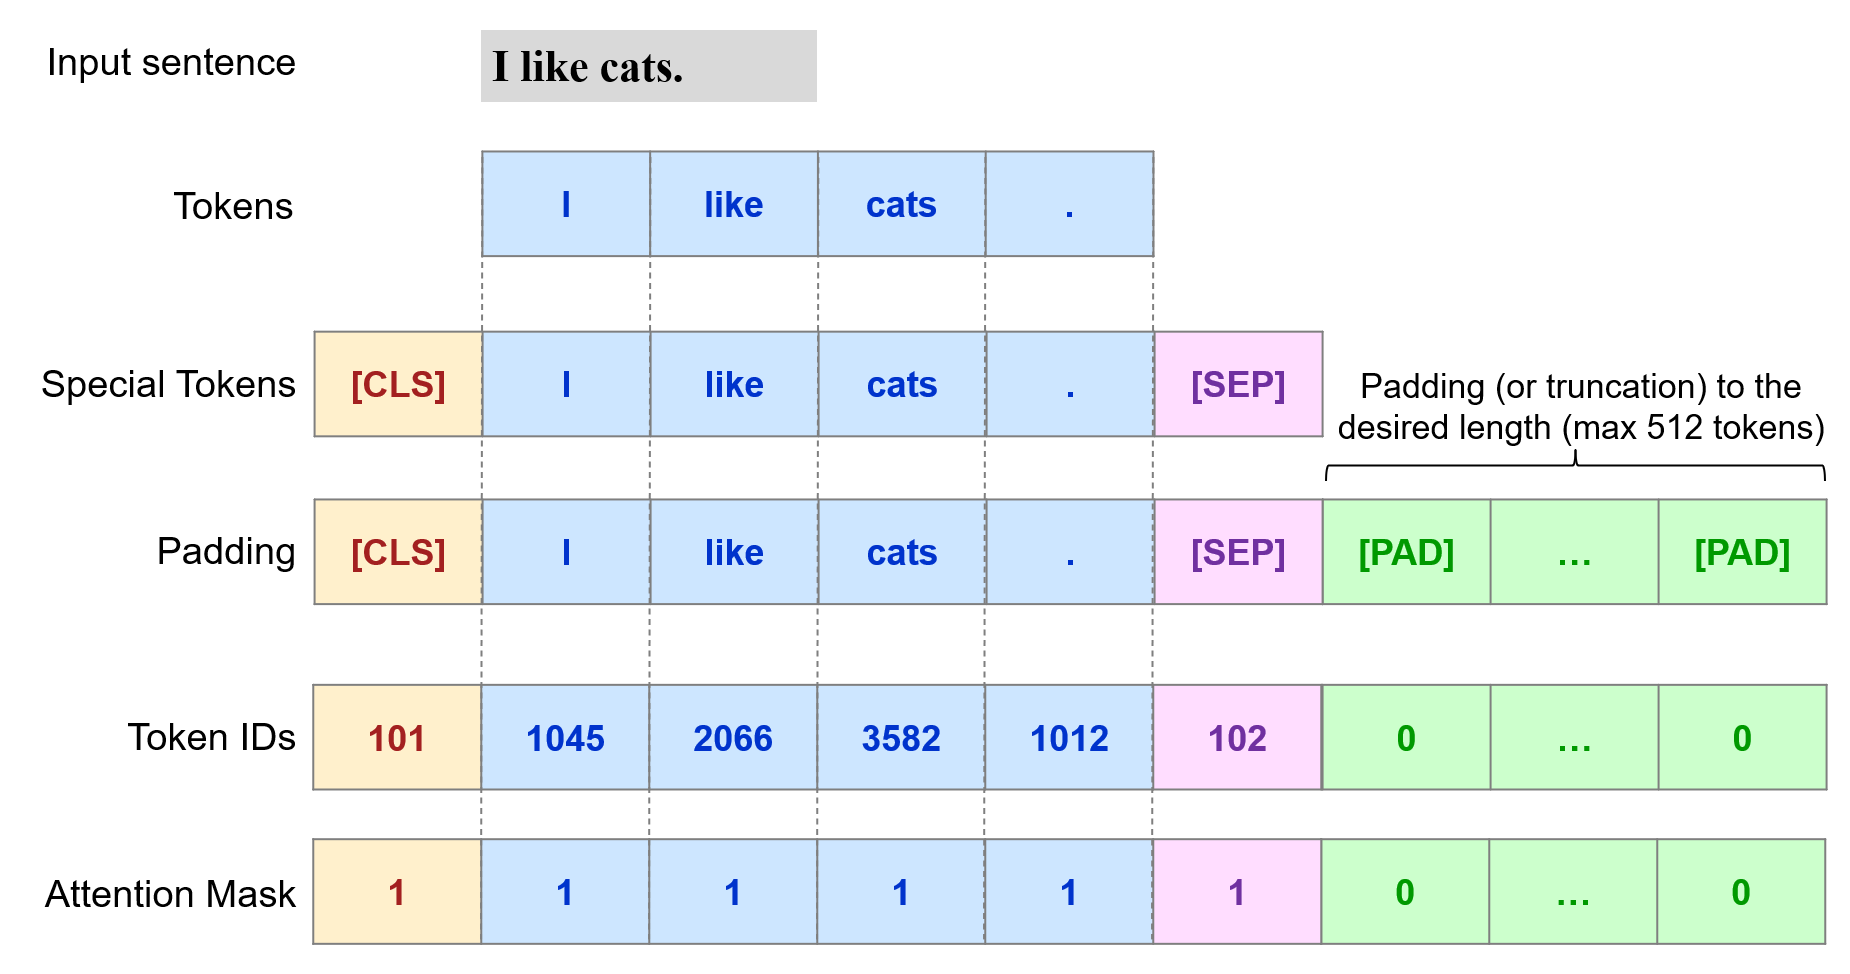 Input sentence
I like cats.
Tokens
I like cats .
Special Tokens
[CLS] I like cats . [SEP]
Padding (or truncation) to the
desired length (max 512 tokens)
Padding
[CLS] I like cats . [SEP] [PAD] ... [PAD]
Token IDs
101 1045 2066 3582 1012 102 0 ... 0
Attention Mask
1 1 1 1 1 1 0 ... 0